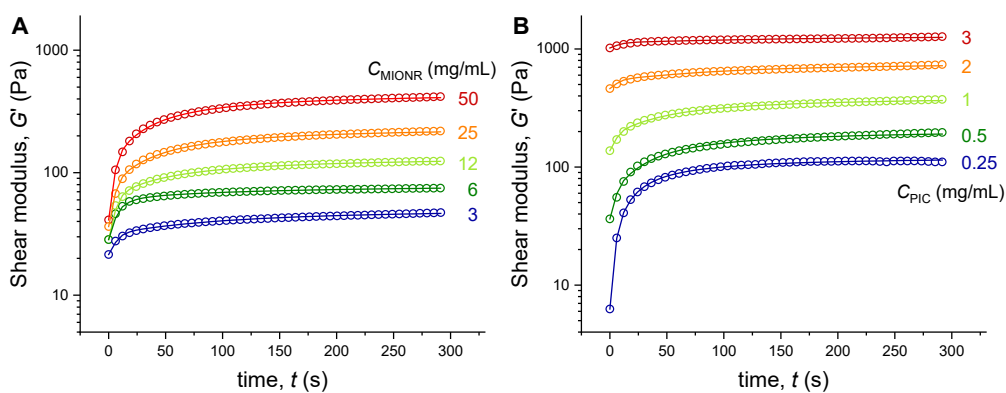 A
Shear modulus, G' (Pa)
1000
100
10
C_MIONR (mg/mL)
50
25
12
6
3
0 50 100 150 200 250 300
time, t (s)
B
Shear modulus, G' (Pa)
1000
100
10
3
2
1
0.5
0.25
C_PIC (mg/mL)
0 50 100 150 200 250 300
time, t (s)